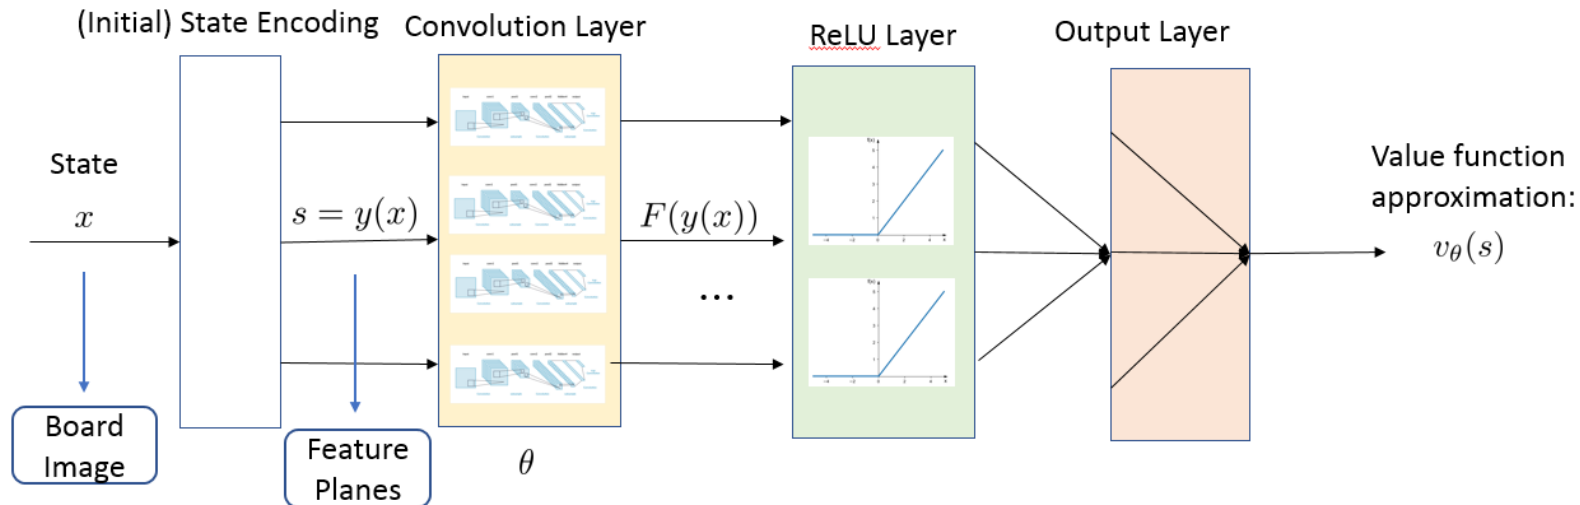 (Initial) State Encoding
Convolution Layer
ReLU Layer
Output Layer
State
x
s = y(x)
F(y(x))
...
Value function
approximation:
v_θ(s)
Board
Image
Feature
Planes
θ